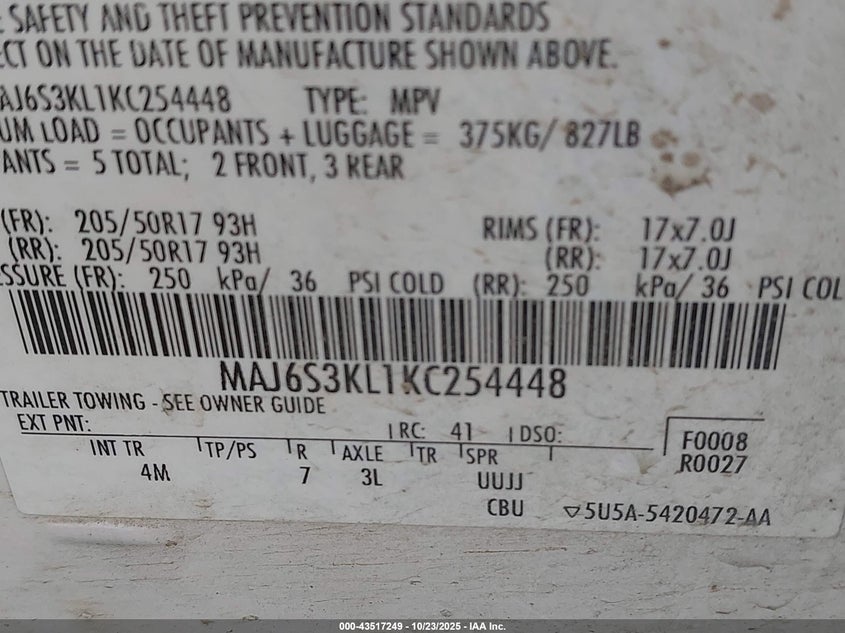 SAFETY AND THEFT PREVENTION STANDARDS
ECT ON THE DATE OF MANUFACTURE SHOWN ABOVE.
AJ6S3KL1KC254448 TYPE: MPV
UM LOAD = OCCUPANTS + LUGGAGE = 375KG/ 827LB
ANTS = 5 TOTAL; 2 FRONT, 3 REAR
(FR): 205/50R17 93H RIMS (FR): 17x7.0J
(RR): 205/50R17 93H (RR): 17x7.0J
SSURE (FR): 250 kPa/ 36 PSI COLD (RR): 250 kPa/ 36 PSI COL
MAJ6S3KL1KC254448
TRAILER TOWING - SEE OWNER GUIDE
EXT PNT: RC: 41 DSO: F0008
INT TR TP/PS R AXLE TR SPR R0027
4M 7 3L UUJJ
CBU ▽5U5A-5420472-AA
000-43517249 - 10/23/2025 - IAA Inc.